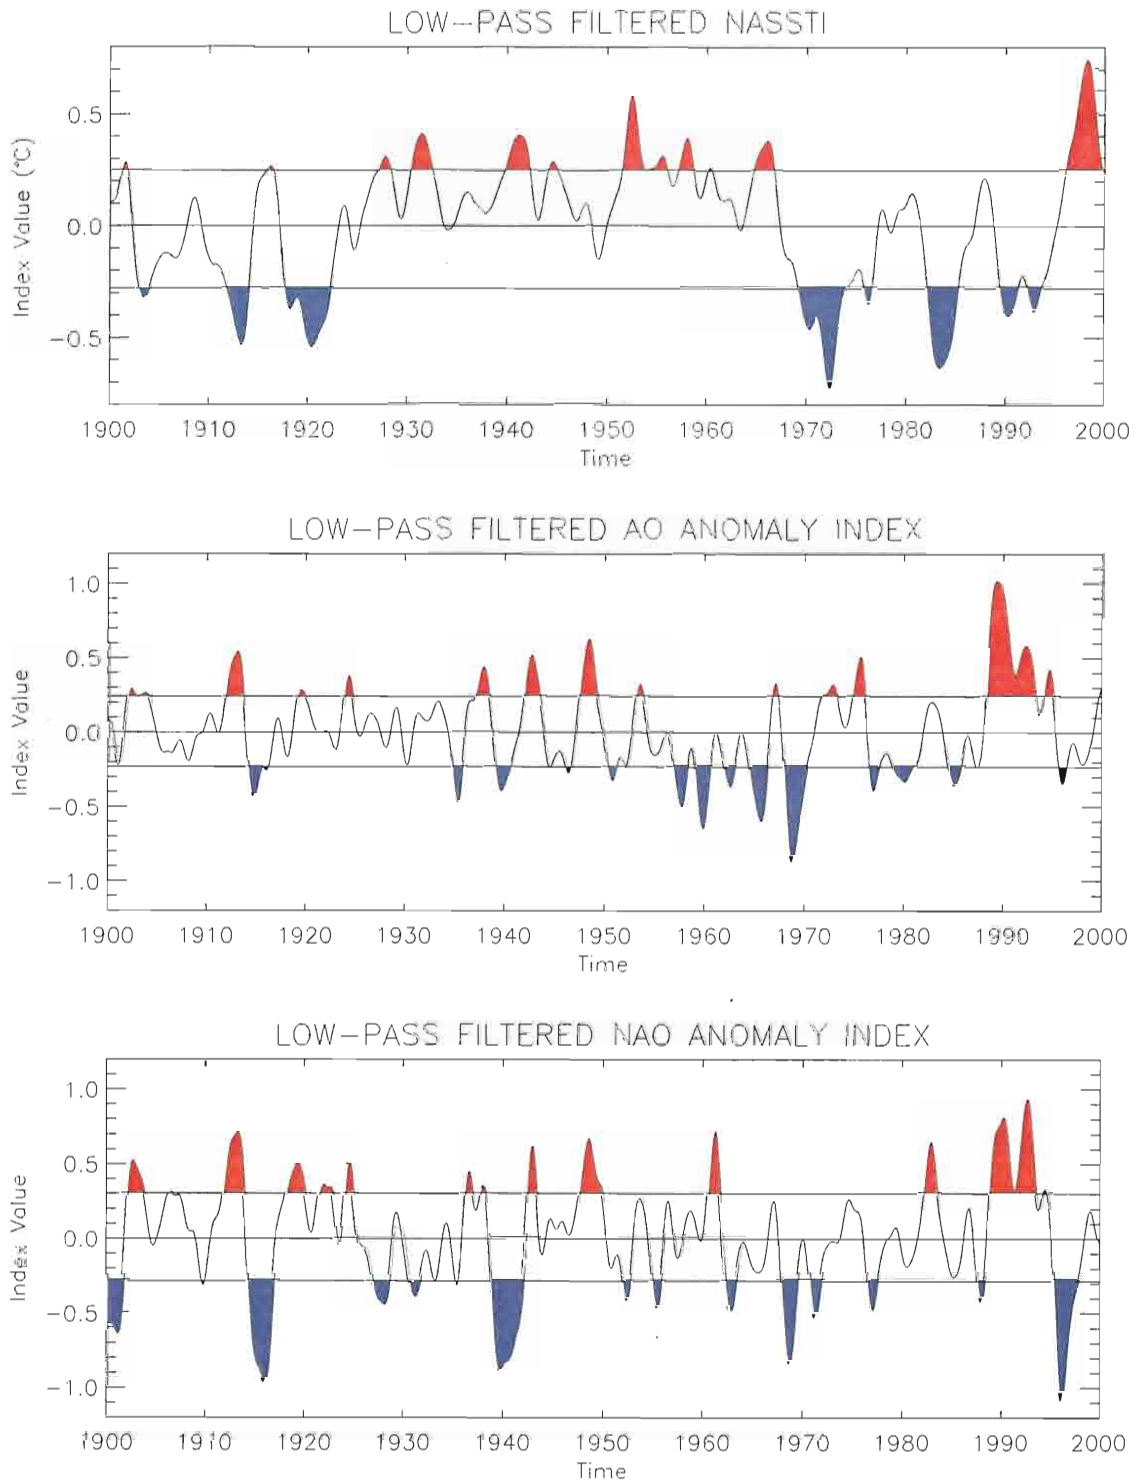 LOW-PASS FILTERED NASSTI
Index Value (°C)
0.5
0.0
-0.5
1900 1910 1920 1930 1940 1950 1960 1970 1980 1990 2000
Time
LOW-PASS FILTERED AO ANOMALY INDEX
Index Value
1.0
0.5
0.0
-0.5
-1.0
1900 1910 1920 1930 1940 1950 1960 1970 1980 1990 2000
Time
LOW-PASS FILTERED NAO ANOMALY INDEX
Index Value
1.0
0.5
0.0
-0.5
-1.0
1900 1910 1920 1930 1940 1950 1960 1970 1980 1990 2000
Time